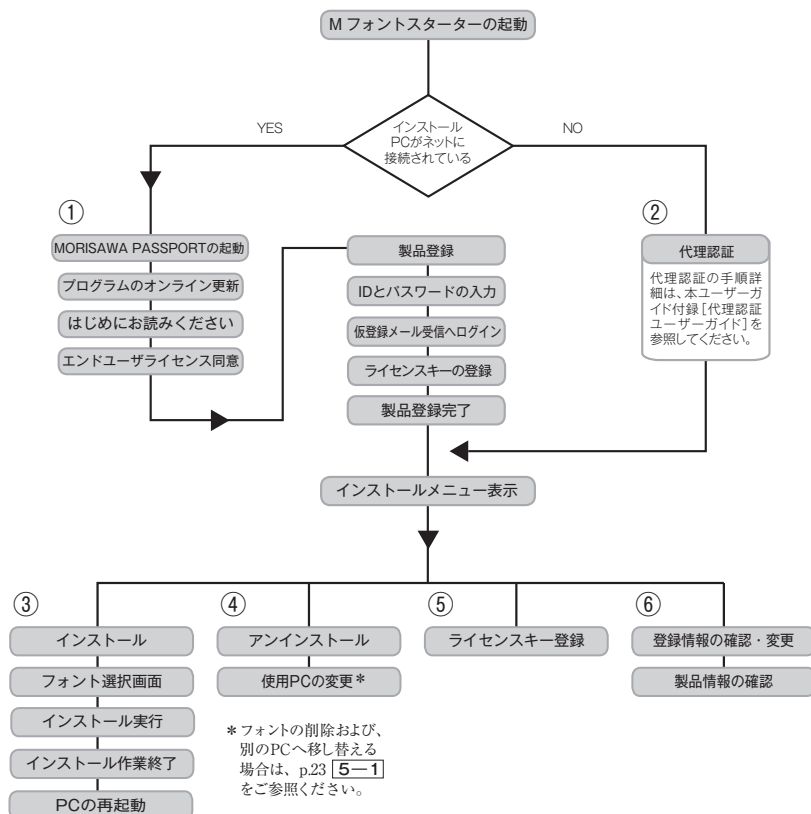 M フォントスターターの起動
インストール
PCがネットに
接続されている
YES
NO
①
MORISAWA PASSPORTの起動
プログラムのオンライン更新
はじめにお読みください
エンドユーザライセンス同意
製品登録
IDとパスワードの入力
仮登録メール受信へログイン
ライセンスキーの登録
製品登録完了
②
代理認証
代理認証の手順詳
細は、本ユーザーガ
イド付録[代理認証
ユーザーガイド]を
参照してください。
インストールメニュー表示
③
インストール
フォント選択画面
インストール実行
インストール作業終了
PCの再起動
④
アンインストール
使用PCの変更*
*フォントの削除および、
別のPCへ移し替える
場合は、p.23 5−1
をご参照ください。
⑤
ライセンスキー登録
⑥
登録情報の確認・変更
製品情報の確認